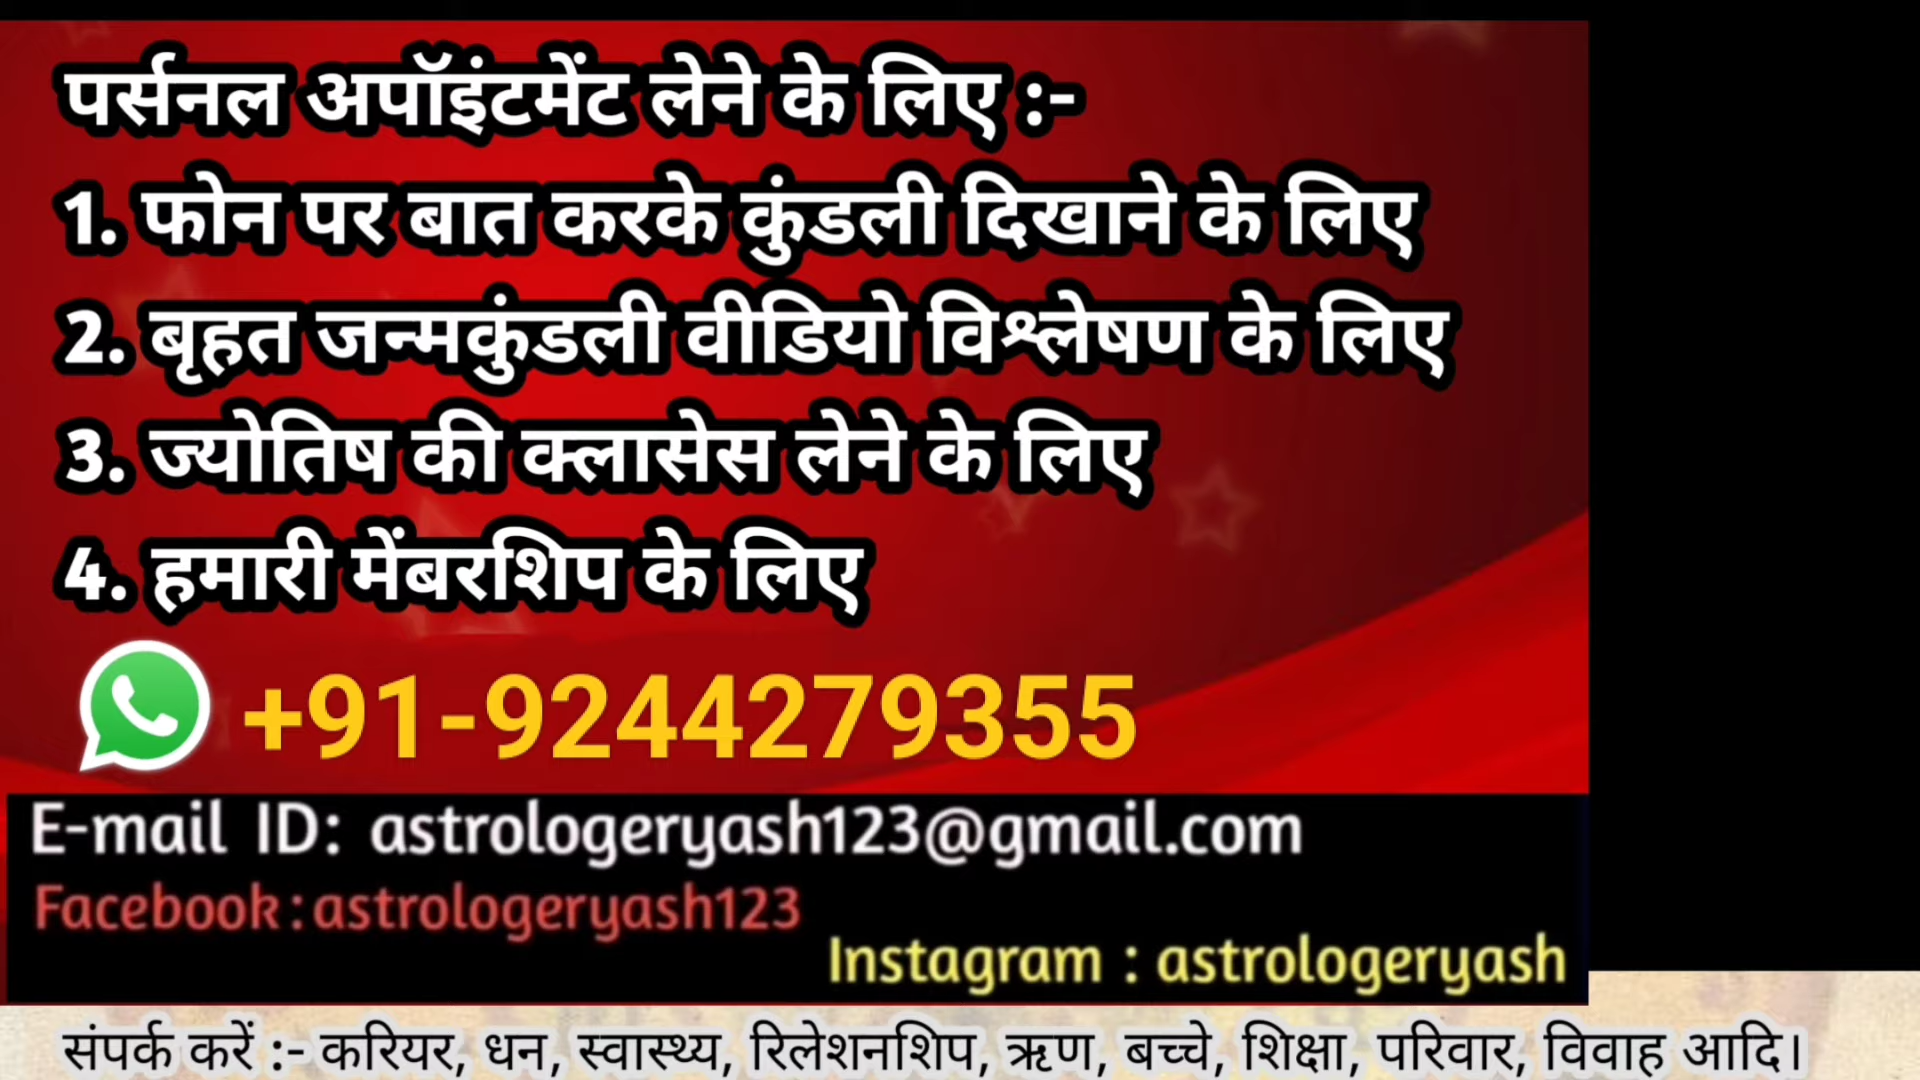 पर्सनल अपॉइंटमेंट लेने के लिए :-
1. फोन पर बात करके कुंडली दिखाने के लिए
2. बृहत जन्मकुंडली वीडियो विश्लेषण के लिए
3. ज्योतिष की क्लासेस लेने के लिए
4. हमारी मेंबरशिप के लिए
+91-9244279355
E-mail ID: astrologeryash123@gmail.com
Facebook : astrologeryash123
Instagram : astrologeryash
संपर्क करें :- करियर, धन, स्वास्थ्य, रिलेशनशिप, ऋण, बच्चे, शिक्षा, परिवार, विवाह आदि।